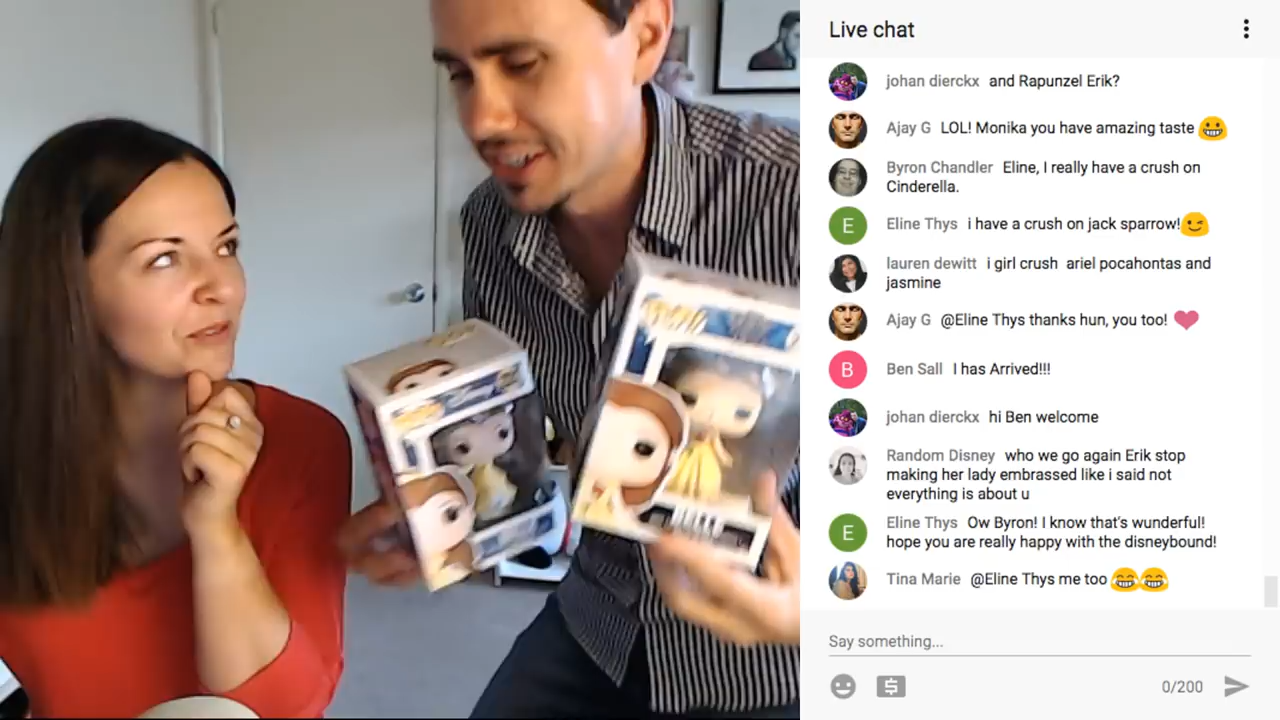 Live chat
johan dierckx and Rapunzel Erik?
Ajay G LOL! Monika you have amazing taste
Byron Chandler Eline, I really have a crush on
Cinderella.
E
Eline Thys i have a crush on jack sparrow!
lauren dewitt i girl crush ariel pocahontas and
jasmine
Ajay G @Eline Thys thanks hun, you too!
B
Ben Sall I has Arrived!!!
johan dierckx hi Ben welcome
Random Disney who we go again Erik stop
making her lady embrassed like i said not
everything is about u
E
Eline Thys Ow Byron! I know that's wunderful!
hope you are really happy with the disneybound!
Tina Marie @Eline Thys me too
Say something...
$
0/200